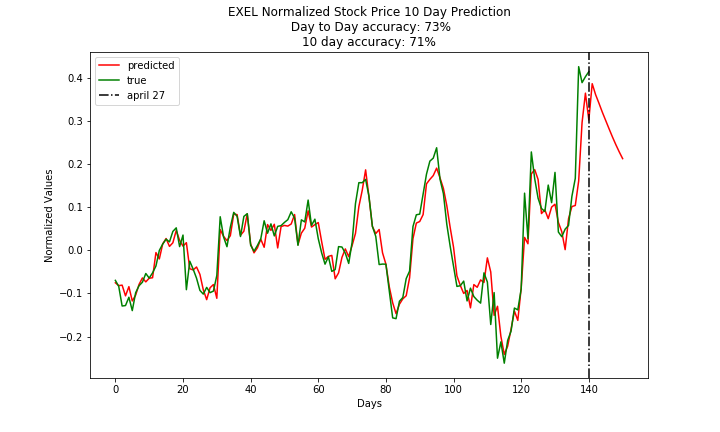 EXEL Normalized Stock Price 10 Day Prediction
Day to Day accuracy: 73%
10 day accuracy: 71%
predicted
true
april 27
0.4
0.3
0.2
0.1
0.0
−0.1
−0.2
Normalized Values
0 20 40 60 80 100 120 140
Days